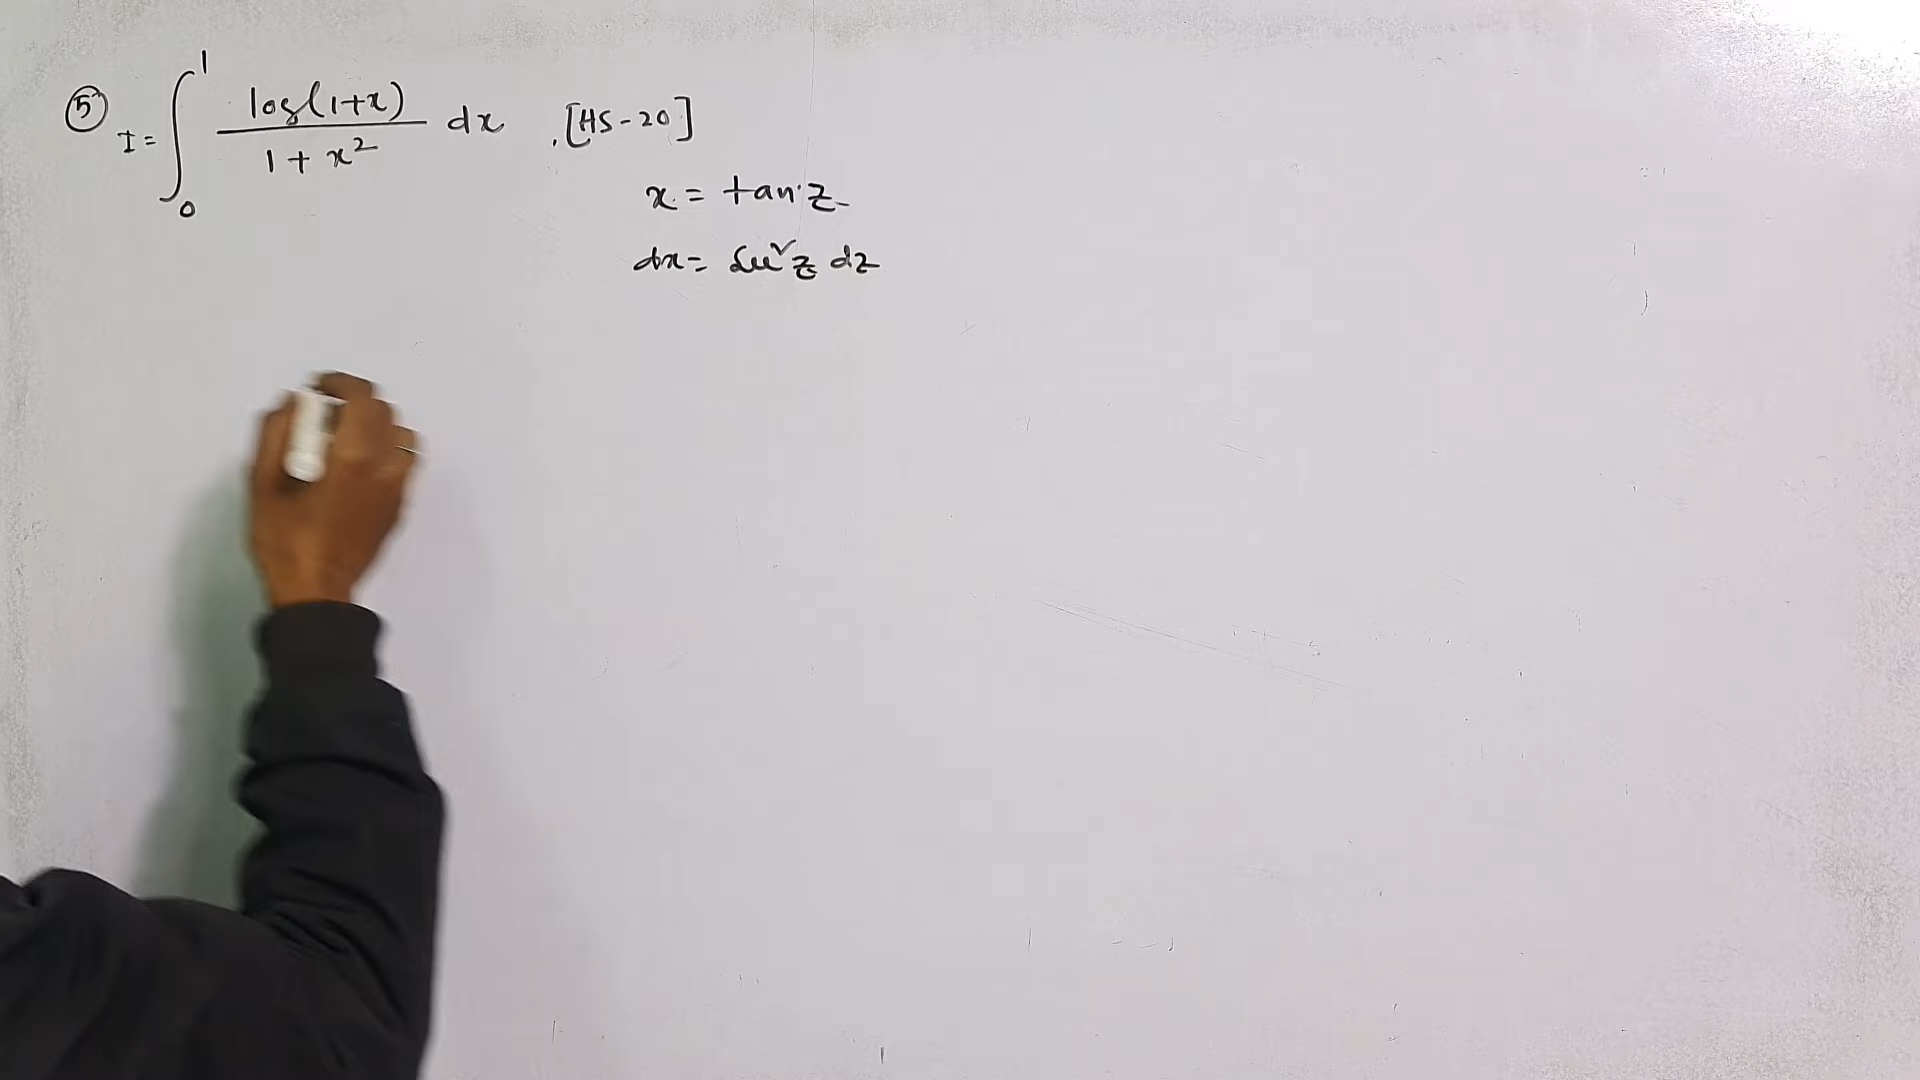 ⑤ I = ∫₀¹ log(1+x) / 1 + x² dx . [HS-20]
x = tan z
dx = sec²z dz